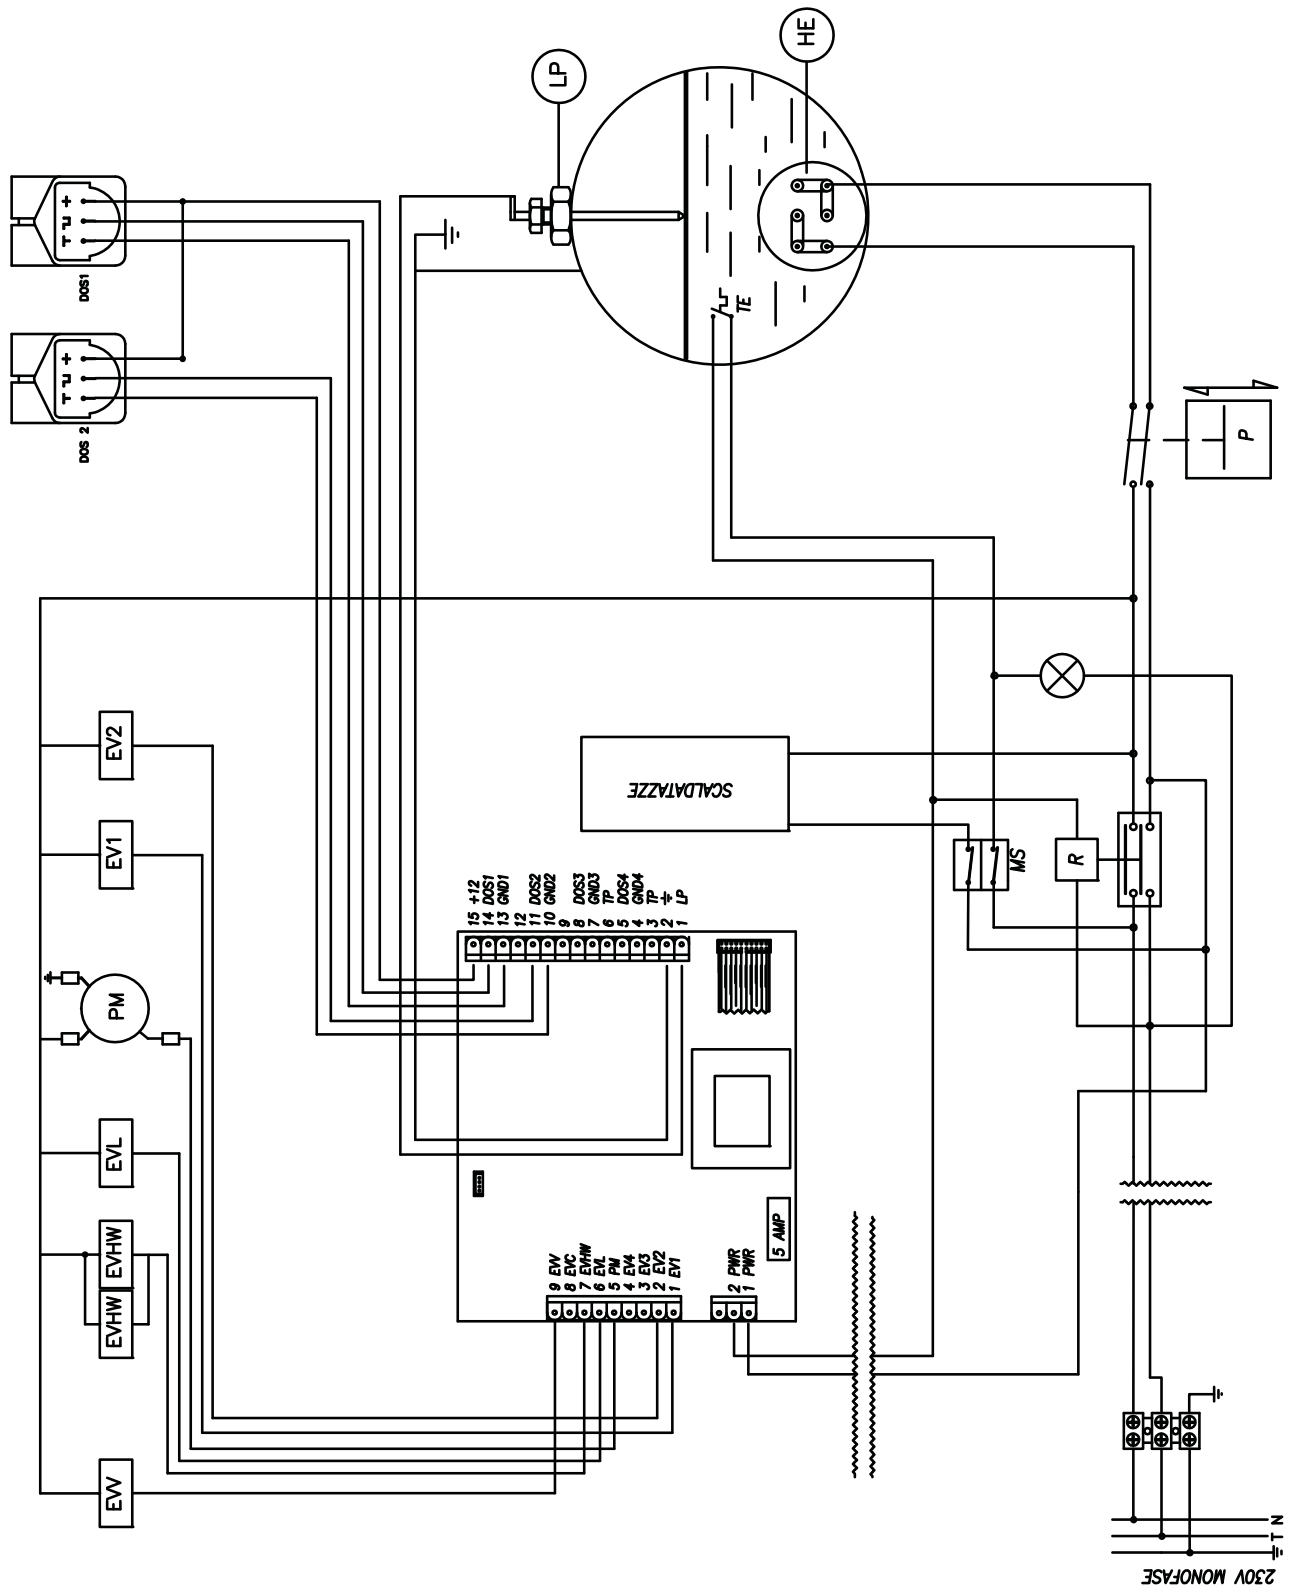 HE
LP
DOS1
DOS 2
TE
P
EV2
EV1
SCALDATAZZE
MS
R
PM
15 +12
14 DOS1
13 GND1
12
11 DOS2
10 GND2
9
8 DOS3
7 GND3
6 TP
5 DOS4
4 GND4
3 TP
2
1 LP
EVL
EVHW
EVHW
5 AMP
9 EVV
8 EVC
7 EVHW
6 EVL
5 PM
4 EV4
3 EV3
2 EV2
1 EV1
2 PWR
1 PWR
EVV
N
T
230V MONOFASE